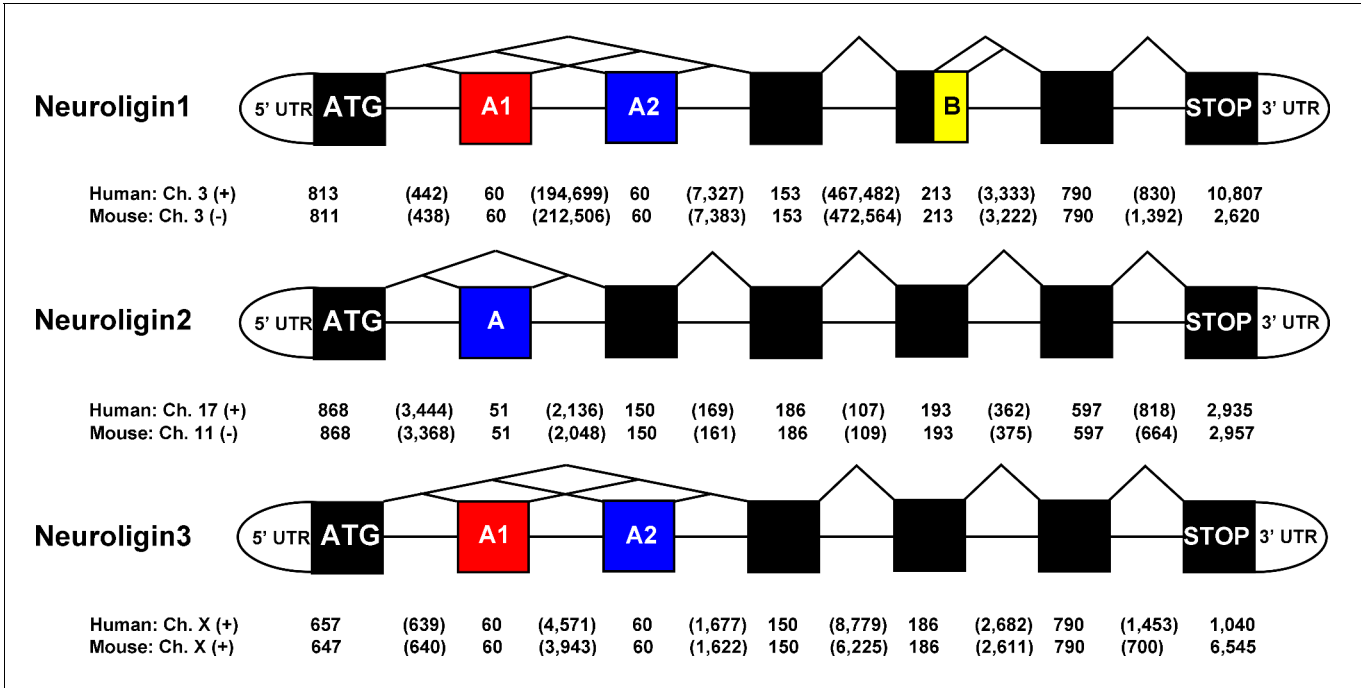 Neuroligin1 5' UTR ATG A1 A2 B STOP 3' UTR
Human: Ch. 3 (+) 813 (442) 60 (194,699) 60 (7,327) 153 (467,482) 213 (3,333) 790 (830) 10,807
Mouse: Ch. 3 (-) 811 (438) 60 (212,506) 60 (7,383) 153 (472,564) 213 (3,222) 790 (1,392) 2,620
Neuroligin2 5' UTR ATG A STOP 3' UTR
Human: Ch. 17 (+) 868 (3,444) 51 (2,136) 150 (169) 186 (107) 193 (362) 597 (818) 2,935
Mouse: Ch. 11 (-) 868 (3,368) 51 (2,048) 150 (161) 186 (109) 193 (375) 597 (664) 2,957
Neuroligin3 5' UTR ATG A1 A2 STOP 3' UTR
Human: Ch. X (+) 657 (639) 60 (4,571) 60 (1,677) 150 (8,779) 186 (2,682) 790 (1,453) 1,040
Mouse: Ch. X (+) 647 (640) 60 (3,943) 60 (1,622) 150 (6,225) 186 (2,611) 790 (700) 6,545